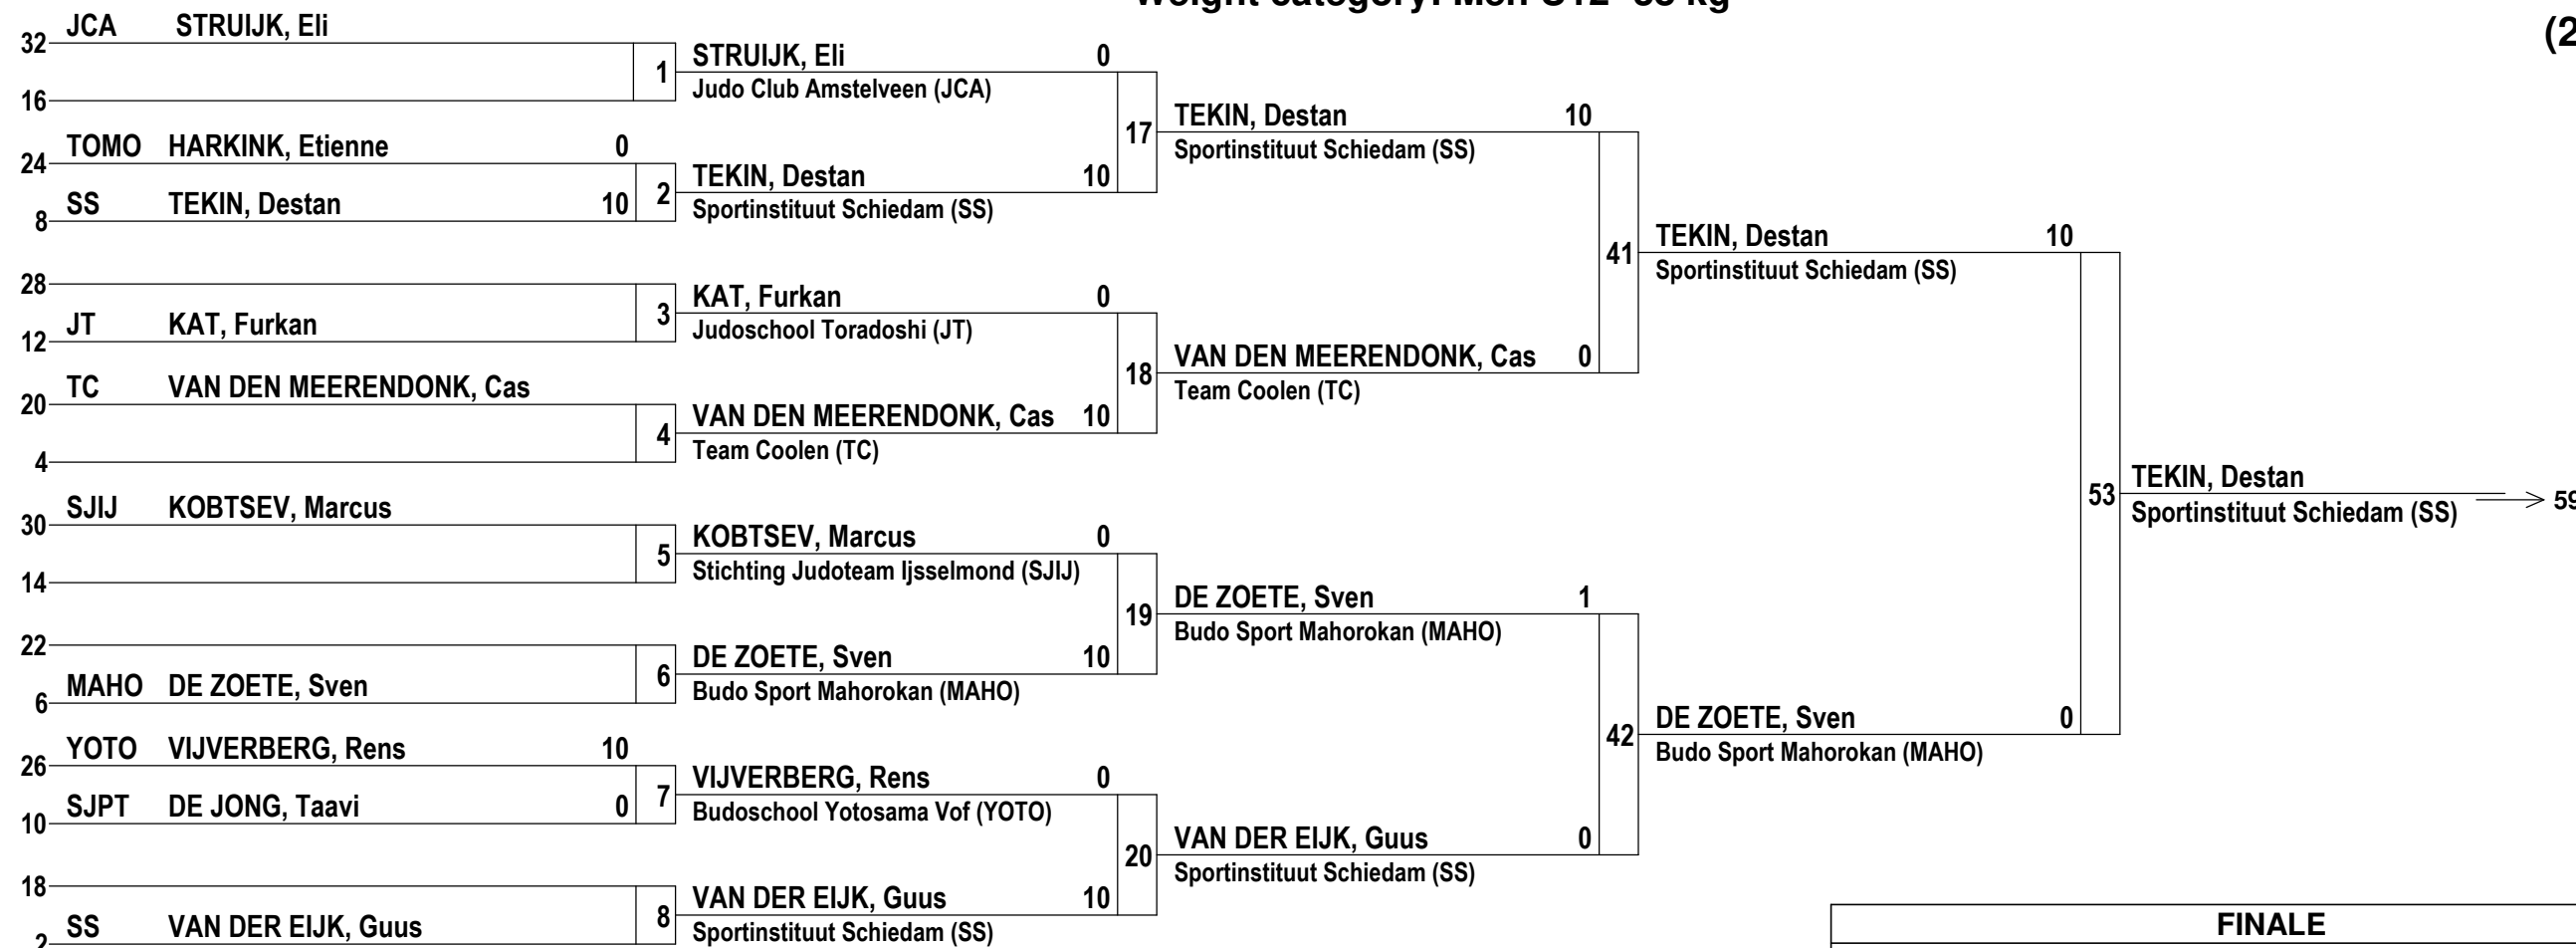 (2
32 JCA STRUIJK, Eli
1 STRUIJK, Eli 0
Judo Club Amstelveen (JCA)
16
17 TEKIN, Destan 10
Sportinstituut Schiedam (SS)
TOMO HARKINK, Etienne 0
24
2 TEKIN, Destan 10
Sportinstituut Schiedam (SS)
8 SS TEKIN, Destan 10
41 TEKIN, Destan 10
Sportinstituut Schiedam (SS)
28
3 KAT, Furkan 0
Judoschool Toradoshi (JT)
12 JT KAT, Furkan
18 VAN DEN MEERENDONK, Cas 0
Team Coolen (TC)
20 TC VAN DEN MEERENDONK, Cas
4 VAN DEN MEERENDONK, Cas 10
Team Coolen (TC)
4
53 TEKIN, Destan
Sportinstituut Schiedam (SS) 59
30 SJIJ KOBTSEV, Marcus
5 KOBTSEV, Marcus 0
Stichting Judoteam Ijsselmond (SJIJ)
14
19 DE ZOETE, Sven 1
Budo Sport Mahorokan (MAHO)
22
6 DE ZOETE, Sven 10
Budo Sport Mahorokan (MAHO)
6 MAHO DE ZOETE, Sven
42 DE ZOETE, Sven 0
Budo Sport Mahorokan (MAHO)
26 YOTO VIJVERBERG, Rens 10
7 VIJVERBERG, Rens 0
Budoschool Yotosama Vof (YOTO)
10 SJPT DE JONG, Taavi 0
20 VAN DER EIJK, Guus 0
Sportinstituut Schiedam (SS)
18
8 VAN DER EIJK, Guus 10
Sportinstituut Schiedam (SS)
2 SS VAN DER EIJK, Guus
FINALE